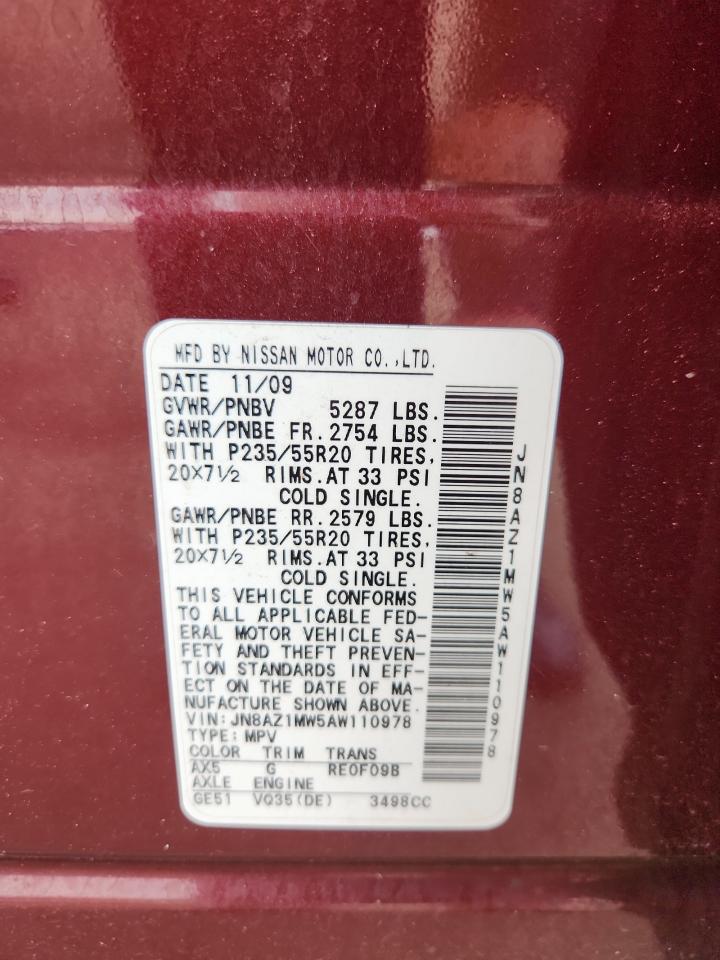 MFD BY NISSAN MOTOR CO.,LTD.
DATE 11/09
GVWR/PNBV 5287 LBS.
GAWR/PNBE FR. 2754 LBS.
WITH P235/55R20 TIRES,
20X7½ RIMS. AT 33 PSI
COLD SINGLE.
GAWR/PNBE RR. 2579 LBS.
WITH P235/55R20 TIRES,
20X7½ RIMS. AT 33 PSI
COLD SINGLE.
THIS VEHICLE CONFORMS
TO ALL APPLICABLE FED-
ERAL MOTOR VEHICLE SA-
FETY AND THEFT PREVEN-
TION STANDARDS IN EFF-
ECT ON THE DATE OF MA-
NUFACTURE SHOWN ABOVE.
VIN: JN8AZ1MW5AW110978
TYPE: MPV
COLOR TRIM TRANS
AX5 G RE0F09B
AXLE ENGINE
GE51 VQ35(DE) 3498CC
JN8AZ1MW5AW110978